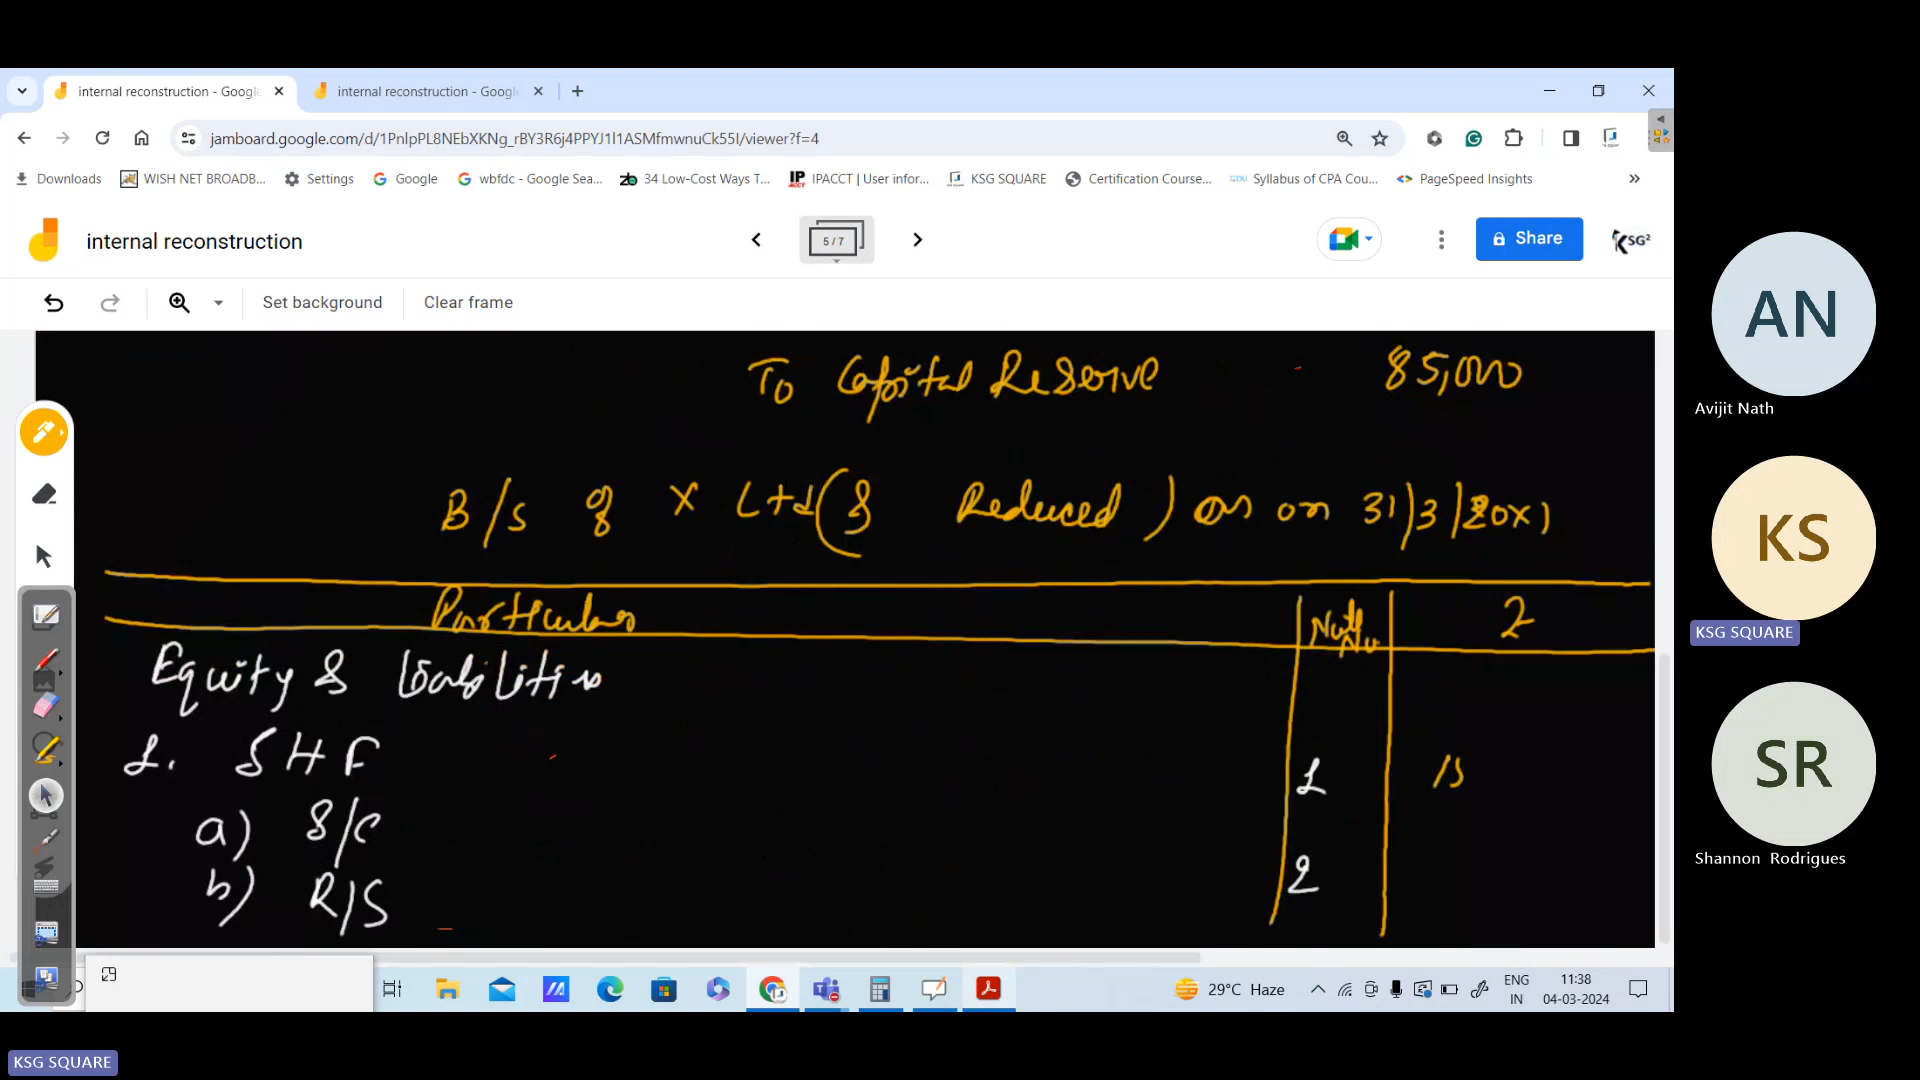 internal reconstruction - Google
internal reconstruction - Google
jamboard.google.com/d/1PnlpPL8NEbXKNg_rBY3R6j4PPYJ1l1ASMfmwnuCk55I/viewer?f=4
Downloads
WISH NET BROADB...
Settings
Google
wbfdc - Google Sea...
34 Low-Cost Ways T...
IPACCT | User infor...
KSG SQUARE
Certification Course...
Syllabus of CPA Cou...
PageSpeed Insights
internal reconstruction
5 / 7
Share
KSG²
Set background
Clear frame
To Capital Reserve 85,000
B/S of X Ltd (& Reduced) as on 31/3/20X1
Particulars Note No
Equity & Liabilities
1. SHF
a) S/C 1
b) R/S 2
29°C Haze
ENG
IN
11:38
04-03-2024
AN
Avijit Nath
KS
KSG SQUARE
SR
Shannon Rodrigues
KSG SQUARE